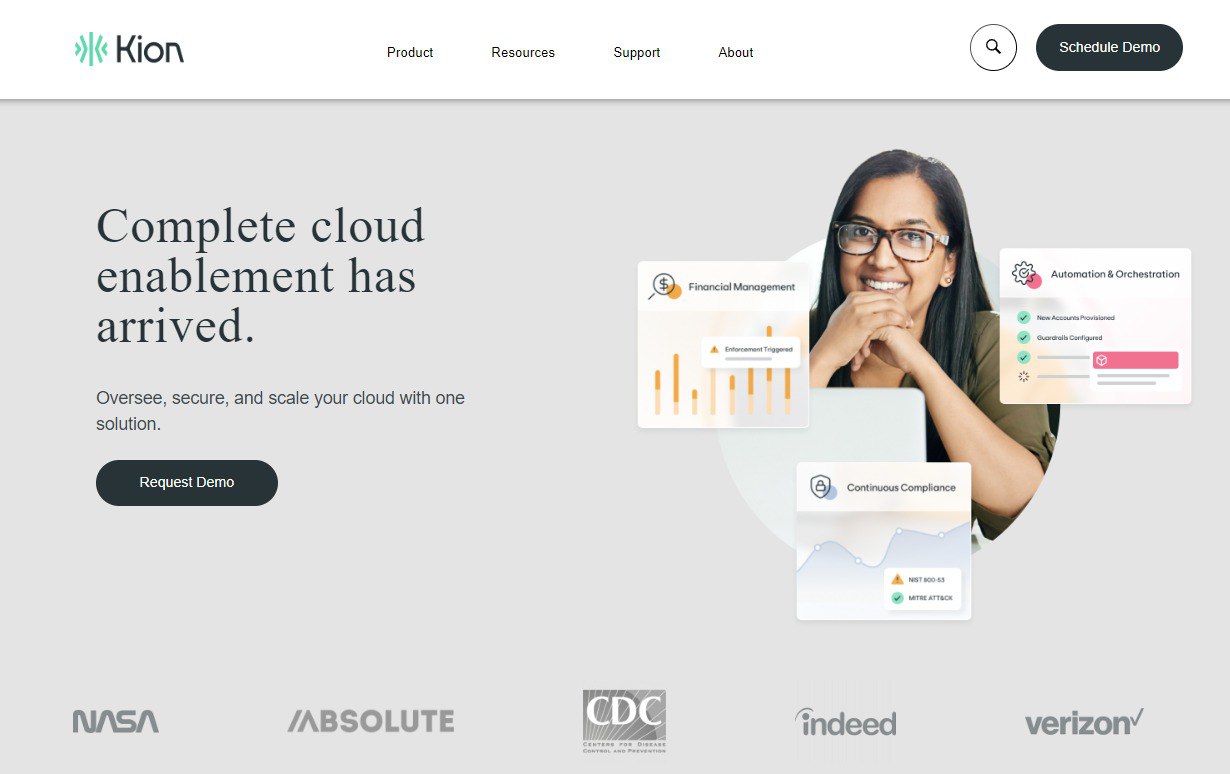 Kion
Product
Resources
Support
About
Schedule Demo
Complete cloud
enablement has
arrived.
Oversee, secure, and scale your cloud with one
solution.
Request Demo
Financial Management
Enforcement Triggered
Automation & Orchestration
New Accounts Provisioned
Guardrails Configured
Continuous Compliance
NIST 800-53
MITRE ATT&CK
NASA
ABSOLUTE
CDC
CENTERS FOR DISEASE
CONTROL AND PREVENTION
indeed
verizon